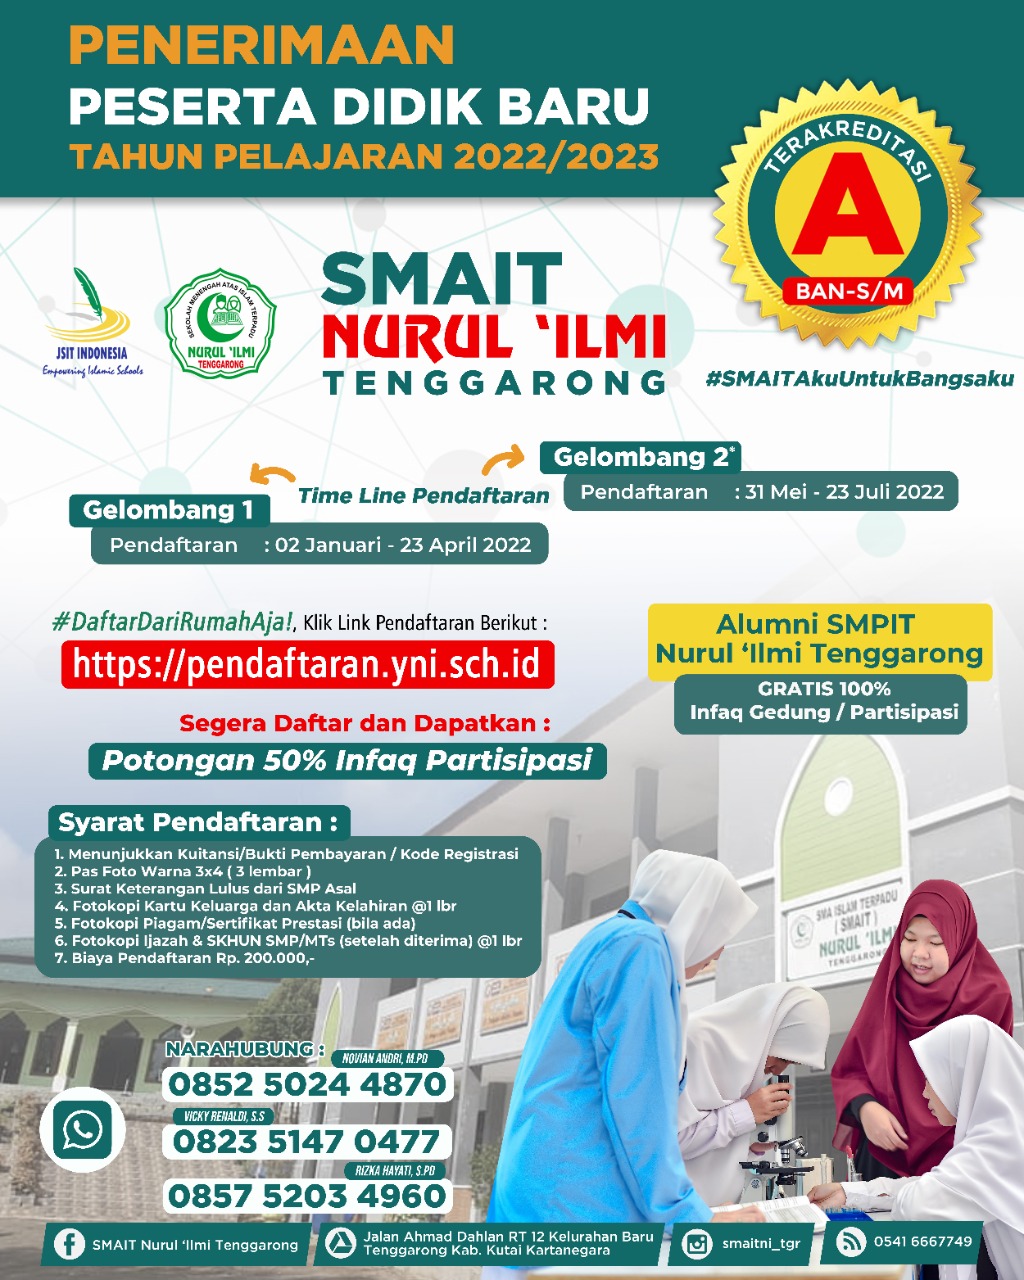 PENERIMAAN
PESERTA DIDIK BARU
TAHUN PELAJARAN 2022/2023
TERAKREDITASI
A
BAN-S/M
JSIT INDONESIA
Empowering Islamic Schools
SEKOLAH MENENGAH ATAS ISLAM TERPADU
NURUL 'ILMI
TENGGARONG
SMAIT
NURUL 'ILMI
TENGGARONG
#SMAITAkuUntukBangsaku
Gelombang 1
Pendaftaran : 02 Januari - 23 April 2022
Time Line Pendaftaran
Gelombang 2*
Pendaftaran : 31 Mei - 23 Juli 2022
#DaftarDariRumahAja!, Klik Link Pendaftaran Berikut :
https://pendaftaran.yni.sch.id
Segera Daftar dan Dapatkan :
Potongan 50% Infaq Partisipasi
Alumni SMPIT
Nurul 'Ilmi Tenggarong
GRATIS 100%
Infaq Gedung / Partisipasi
Syarat Pendaftaran :
1. Menunjukkan Kuitansi/Bukti Pembayaran / Kode Registrasi
2. Pas Foto Warna 3x4 ( 3 lembar )
3. Surat Keterangan Lulus dari SMP Asal
4. Fotokopi Kartu Keluarga dan Akta Kelahiran @1 lbr
5. Fotokopi Piagam/Sertifikat Prestasi (bila ada)
6. Fotokopi Ijazah & SKHUN SMP/MTs (setelah diterima) @1 lbr
7. Biaya Pendaftaran Rp. 200.000,-
SMA ISLAM TERPADU
( SMAIT )
NURUL 'ILMI
TENGGARONG
NARAHUBUNG :
NOVIAN ANDRI, M.PD
0852 5024 4870
VICKY RENALDI, S.S
0823 5147 0477
RIZKA HAYATI, S.PD
0857 5203 4960
SMAIT Nurul 'Ilmi Tenggarong
Jalan Ahmad Dahlan RT 12 Kelurahan Baru
Tenggarong Kab. Kutai Kartanegara
smaitni_tgr
0541 6667749